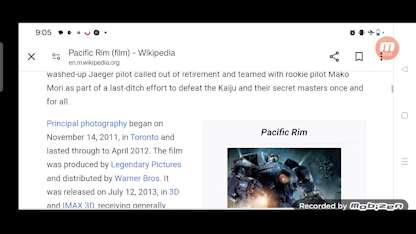 9:05
Pacific Rim (film) - Wikipedia
en.m.wikipedia.org
washed-up Jaeger pilot called out of retirement and teamed with rookie pilot Mako
Mori as part of a last-ditch effort to defeat the Kaiju and their secret masters once and
for all.
Principal photography began on
November 14, 2011, in Toronto and
lasted through to April 2012. The film
was produced by Legendary Pictures
and distributed by Warner Bros. It
was released on July 12, 2013, in 3D
and IMAX 3D, receiving generally
Pacific Rim
Recorded by Mobizen